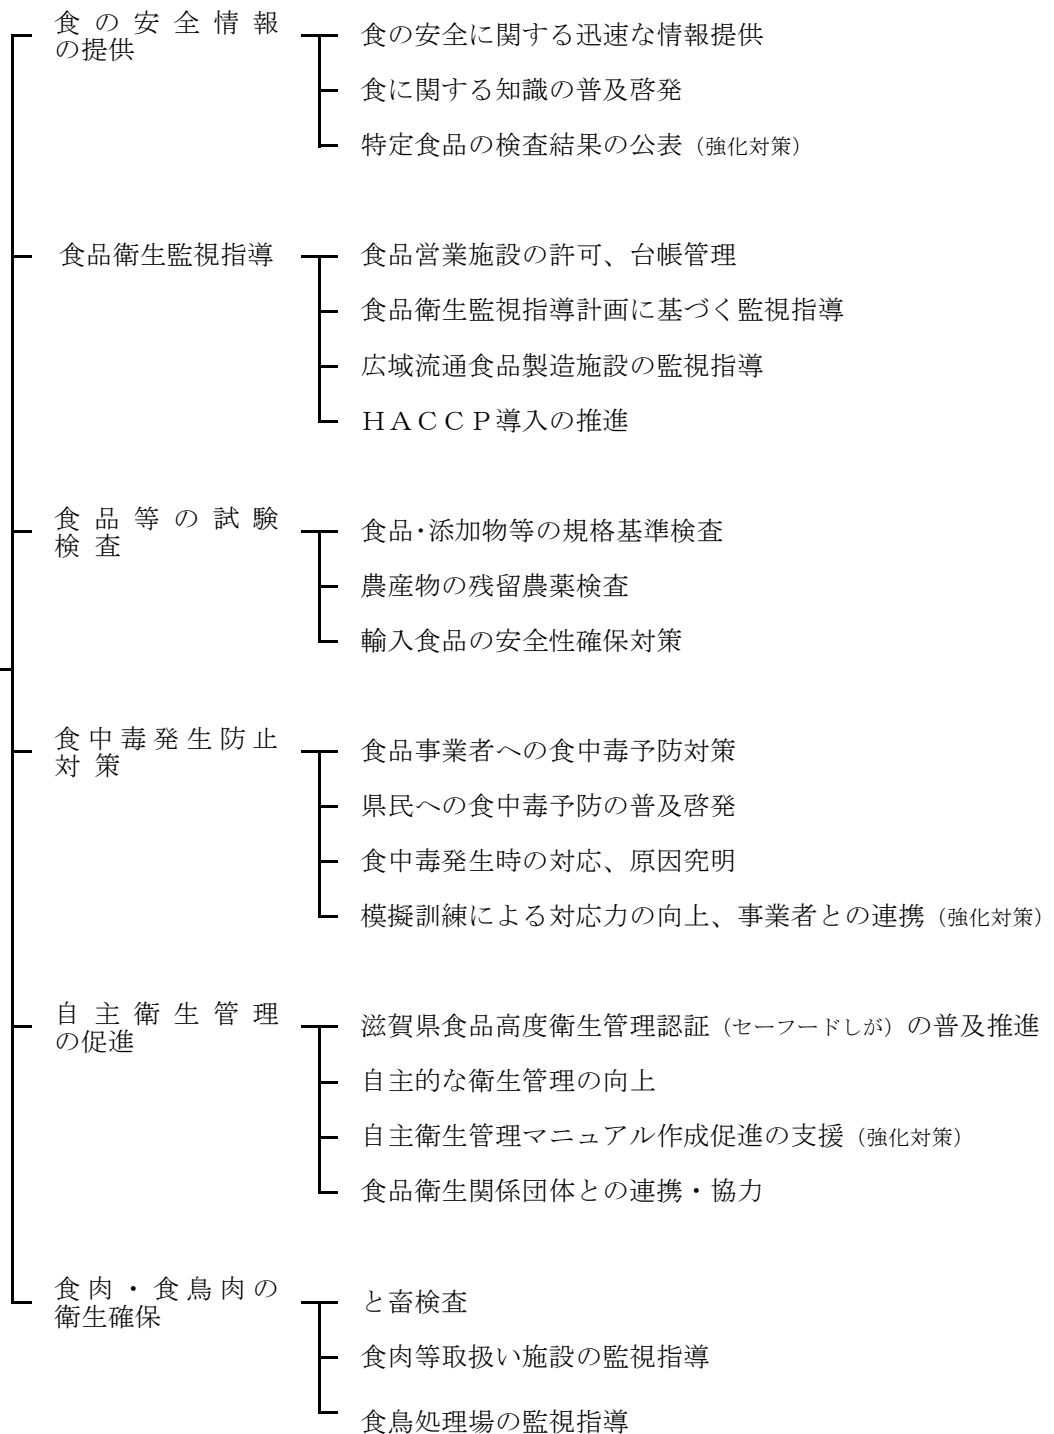 食の安全情報
の提供
食の安全に関する迅速な情報提供
食に関する知識の普及啓発
特定食品の検査結果の公表（強化対策）
食品衛生監視指導
食品営業施設の許可、台帳管理
食品衛生監視指導計画に基づく監視指導
広域流通食品製造施設の監視指導
ＨＡＣＣＰ導入の推進
食品等の試験
検査
食品・添加物等の規格基準検査
農産物の残留農薬検査
輸入食品の安全性確保対策
食中毒発生防止
対策
食品事業者への食中毒予防対策
県民への食中毒予防の普及啓発
食中毒発生時の対応、原因究明
模擬訓練による対応力の向上、事業者との連携（強化対策）
自主衛生管理
の促進
滋賀県食品高度衛生管理認証（セーフードしが）の普及推進
自主的な衛生管理の向上
自主衛生管理マニュアル作成促進の支援（強化対策）
食品衛生関係団体との連携・協力
食肉・食鳥肉の
衛生確保
と畜検査
食肉等取扱い施設の監視指導
食鳥処理場の監視指導